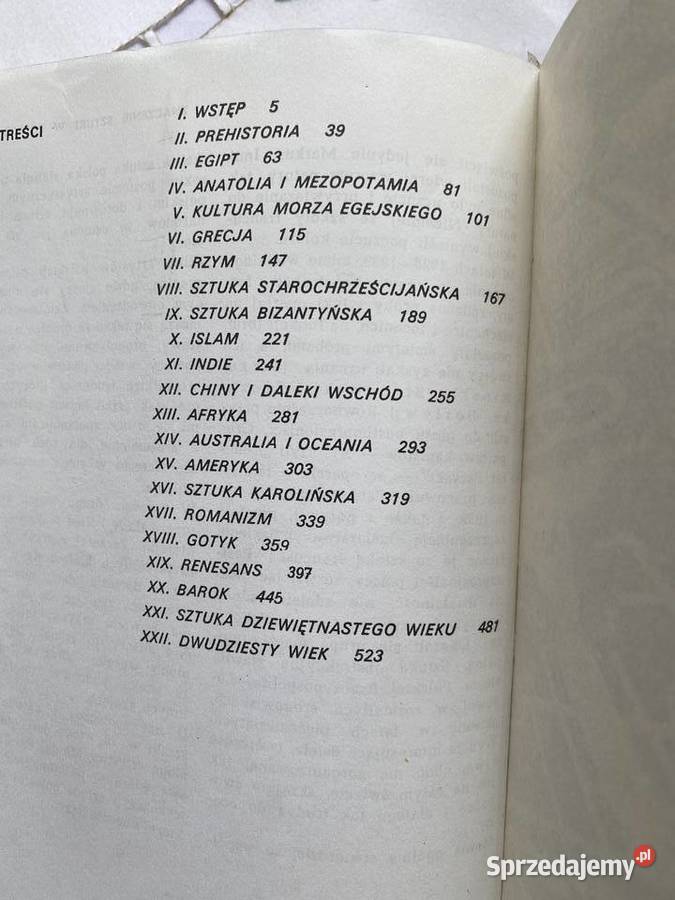 TREŚCI
I. WSTĘP 5
II. PREHISTORIA 39
III. EGIPT 63
IV. ANATOLIA I MEZOPOTAMIA 81
V. KULTURA MORZA EGEJSKIEGO 101
VI. GRECJA 115
VII. RZYM 147
VIII. SZTUKA STAROCHRZEŚCIJAŃSKA 167
IX. SZTUKA BIZANTYŃSKA 189
X. ISLAM 221
XI. INDIE 241
XII. CHINY I DALEKI WSCHÓD 255
XIII. AFRYKA 281
XIV. AUSTRALIA I OCEANIA 293
XV. AMERYKA 303
XVI. SZTUKA KAROLIŃSKA 319
XVII. ROMANIZM 339
XVIII. GOTYK 359
XIX. RENESANS 397
XX. BAROK 445
XXI. SZTUKA DZIEWIĘTNASTEGO WIEKU 481
XXII. DWUDZIESTY WIEK 523
Sprzedajemy.pl